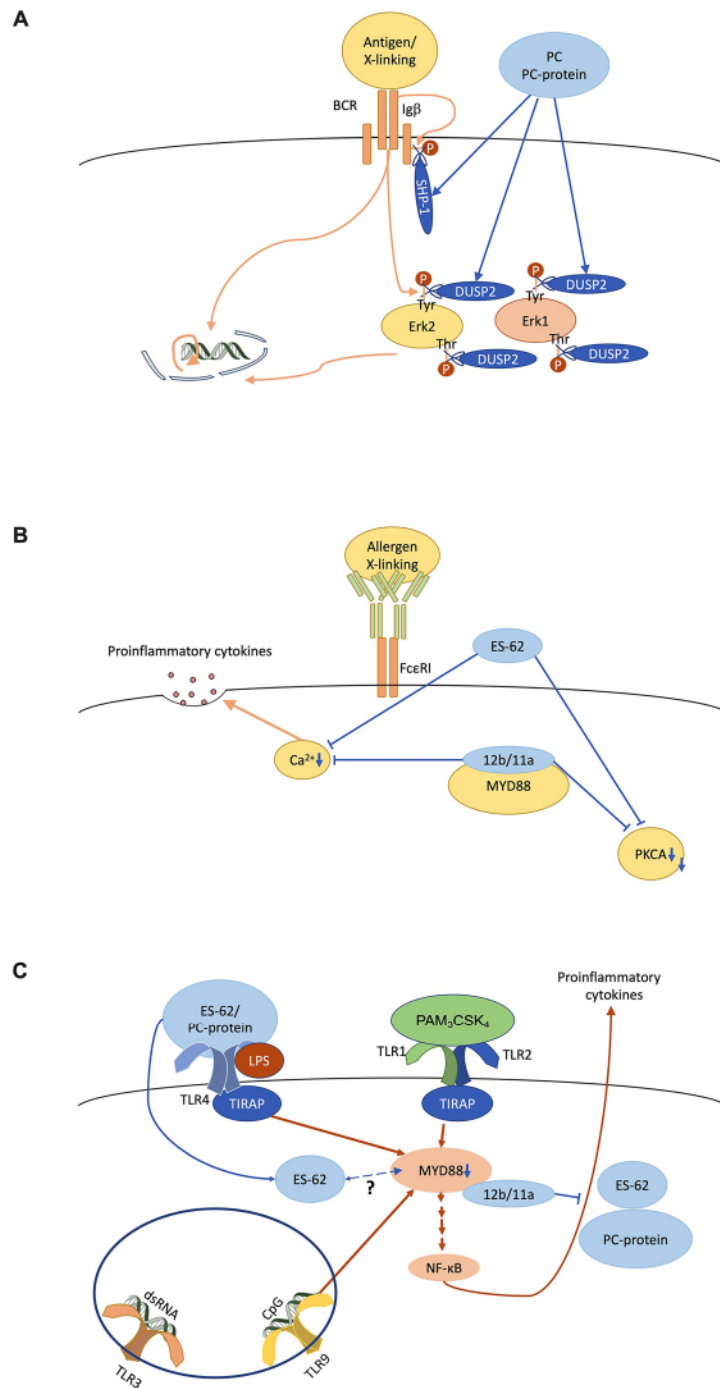 A
Antigen/
X-linking
PC
PC-protein
BCR
Igβ
P
SHP-1
P
P
DUSP2
DUSP2
Tyr
Tyr
Erk2
Erk1
Thr
Thr
DUSP2
DUSP2
P
P
B
Allergen
X-linking
Proinflammatory cytokines
ES-62
FcεRI
Ca²⁺
12b/11a
MYD88
PKCA
C
Proinflammatory
cytokines
ES-62/
PC-protein
PAM₃CSK₄
LPS
TLR1
TLR2
TLR4
TIRAP
TIRAP
MYD88
ES-62
?
12b/11a
ES-62
PC-protein
NF-κB
dsRNA
CpG
TLR3
TLR9